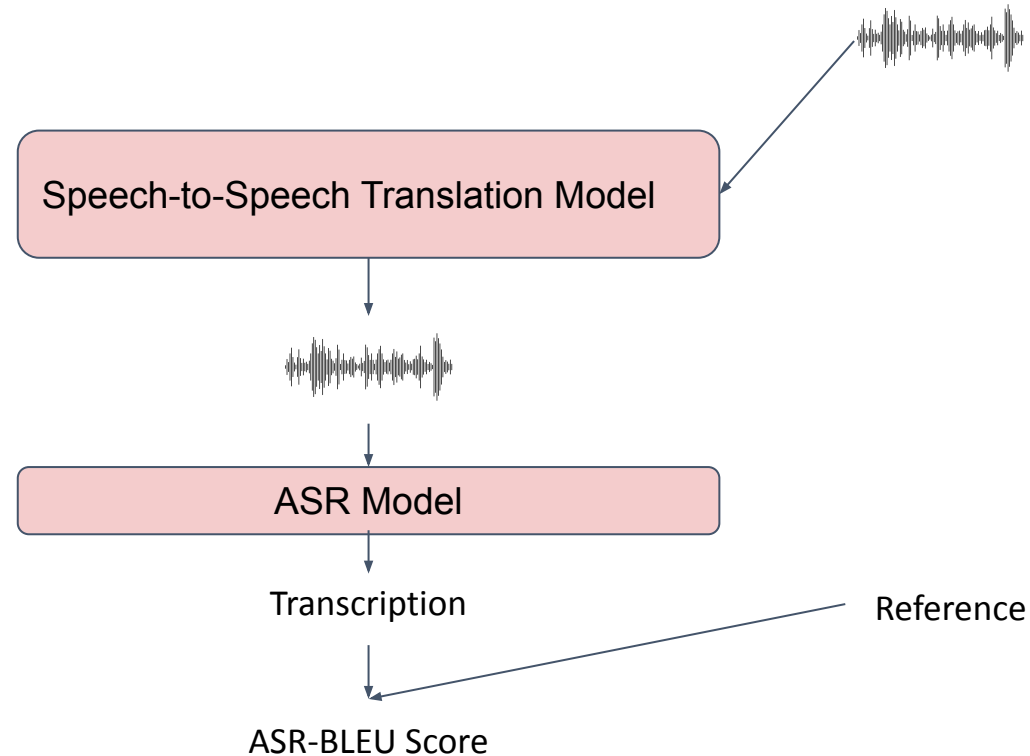 Speech-to-Speech Translation Model
ASR Model
Transcription
Reference
ASR-BLEU Score